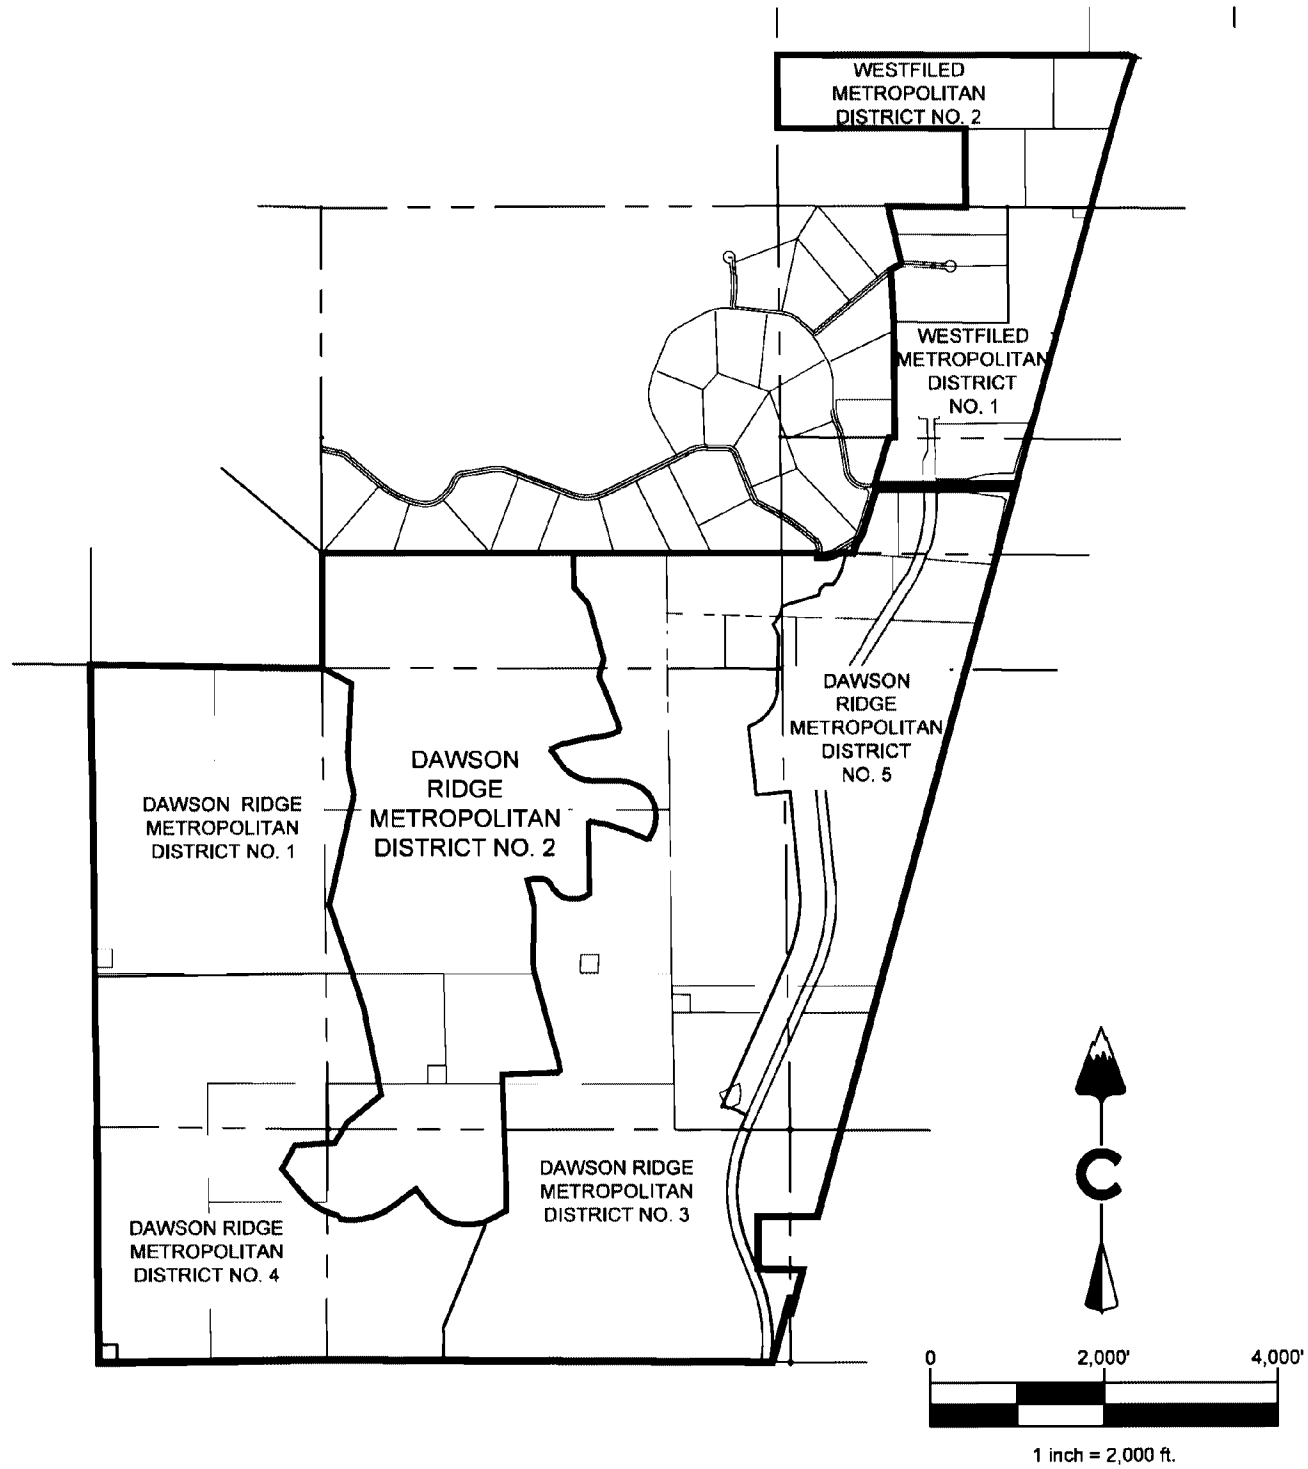 WESTFILED
METROPOLITAN
DISTRICT NO. 2
WESTFILED
METROPOLITAN
DISTRICT
NO. 1
DAWSON
RIDGE
METROPOLITAN
DISTRICT
NO. 5
DAWSON
RIDGE
METROPOLITAN
DISTRICT NO. 2
DAWSON RIDGE
METROPOLITAN
DISTRICT NO. 1
DAWSON RIDGE
METROPOLITAN
DISTRICT NO. 3
DAWSON RIDGE
METROPOLITAN
DISTRICT NO. 4
C
0 2,000' 4,000'
1 inch = 2,000 ft.